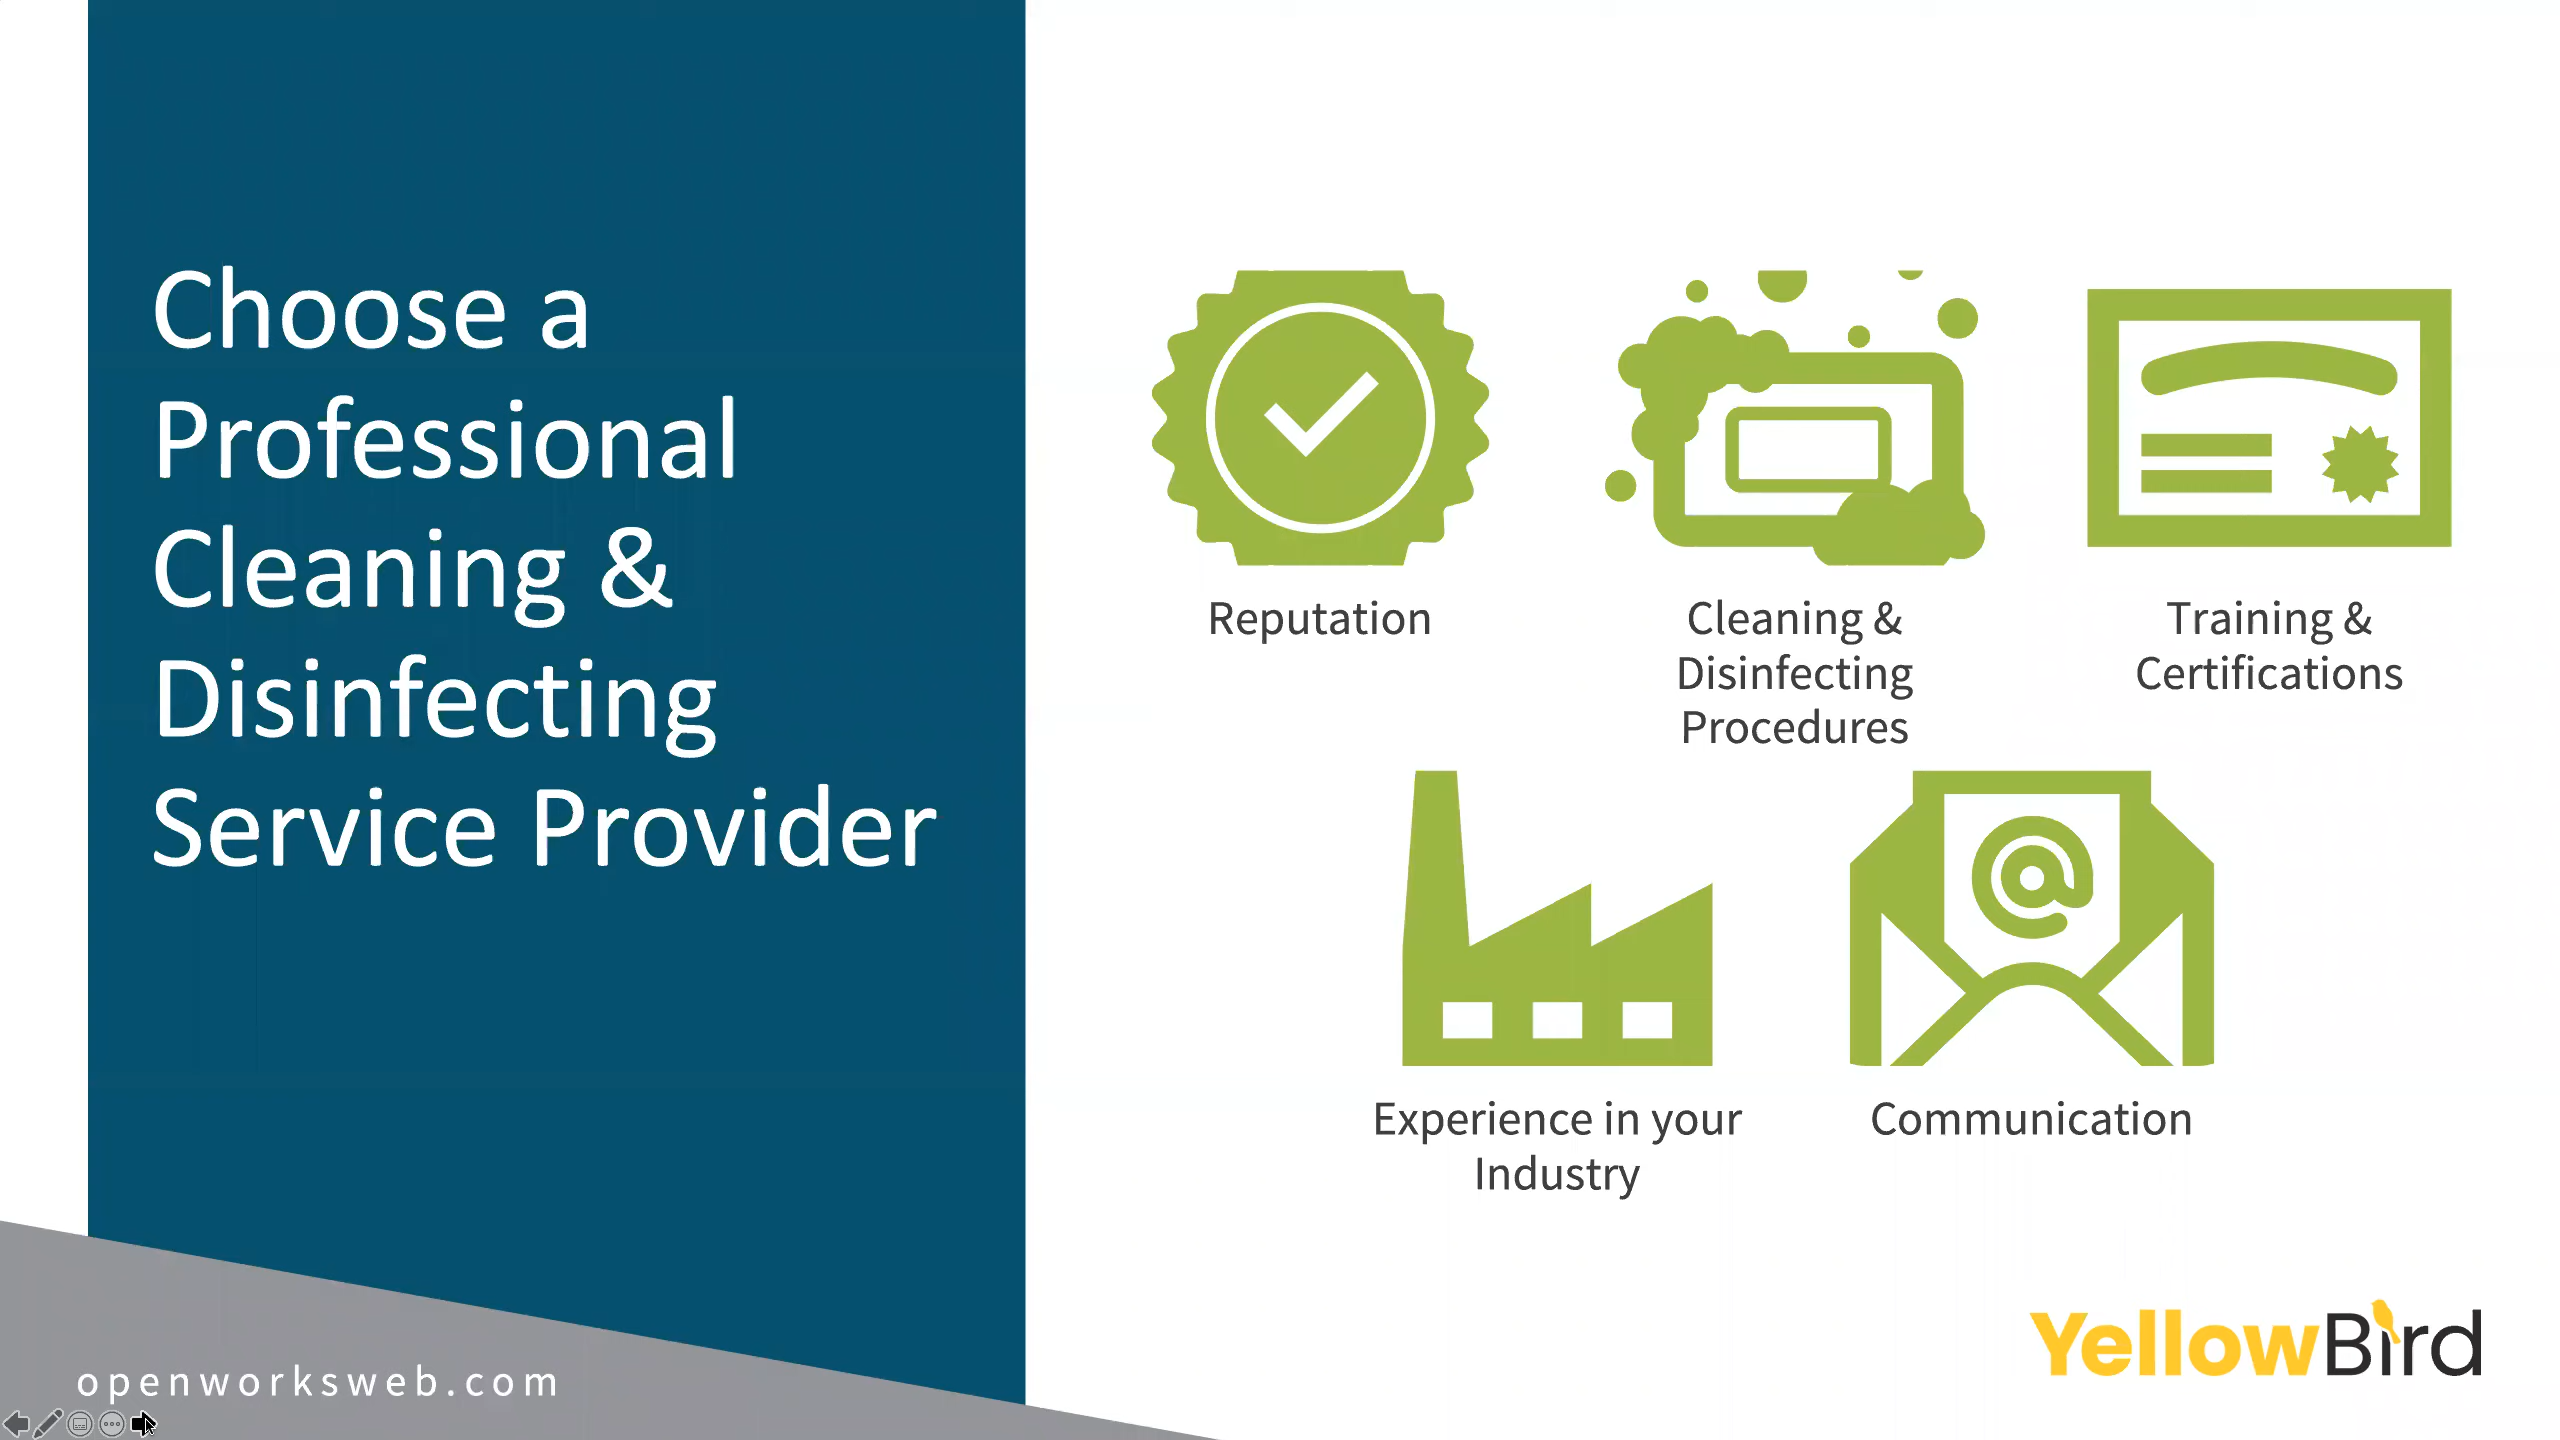 Choose a
Professional
Cleaning &
Disinfecting
Service Provider
Reputation
Cleaning &
Disinfecting
Procedures
Training &
Certifications
@
Experience in your
Industry
Communication
openworksweb.com
YellowBird